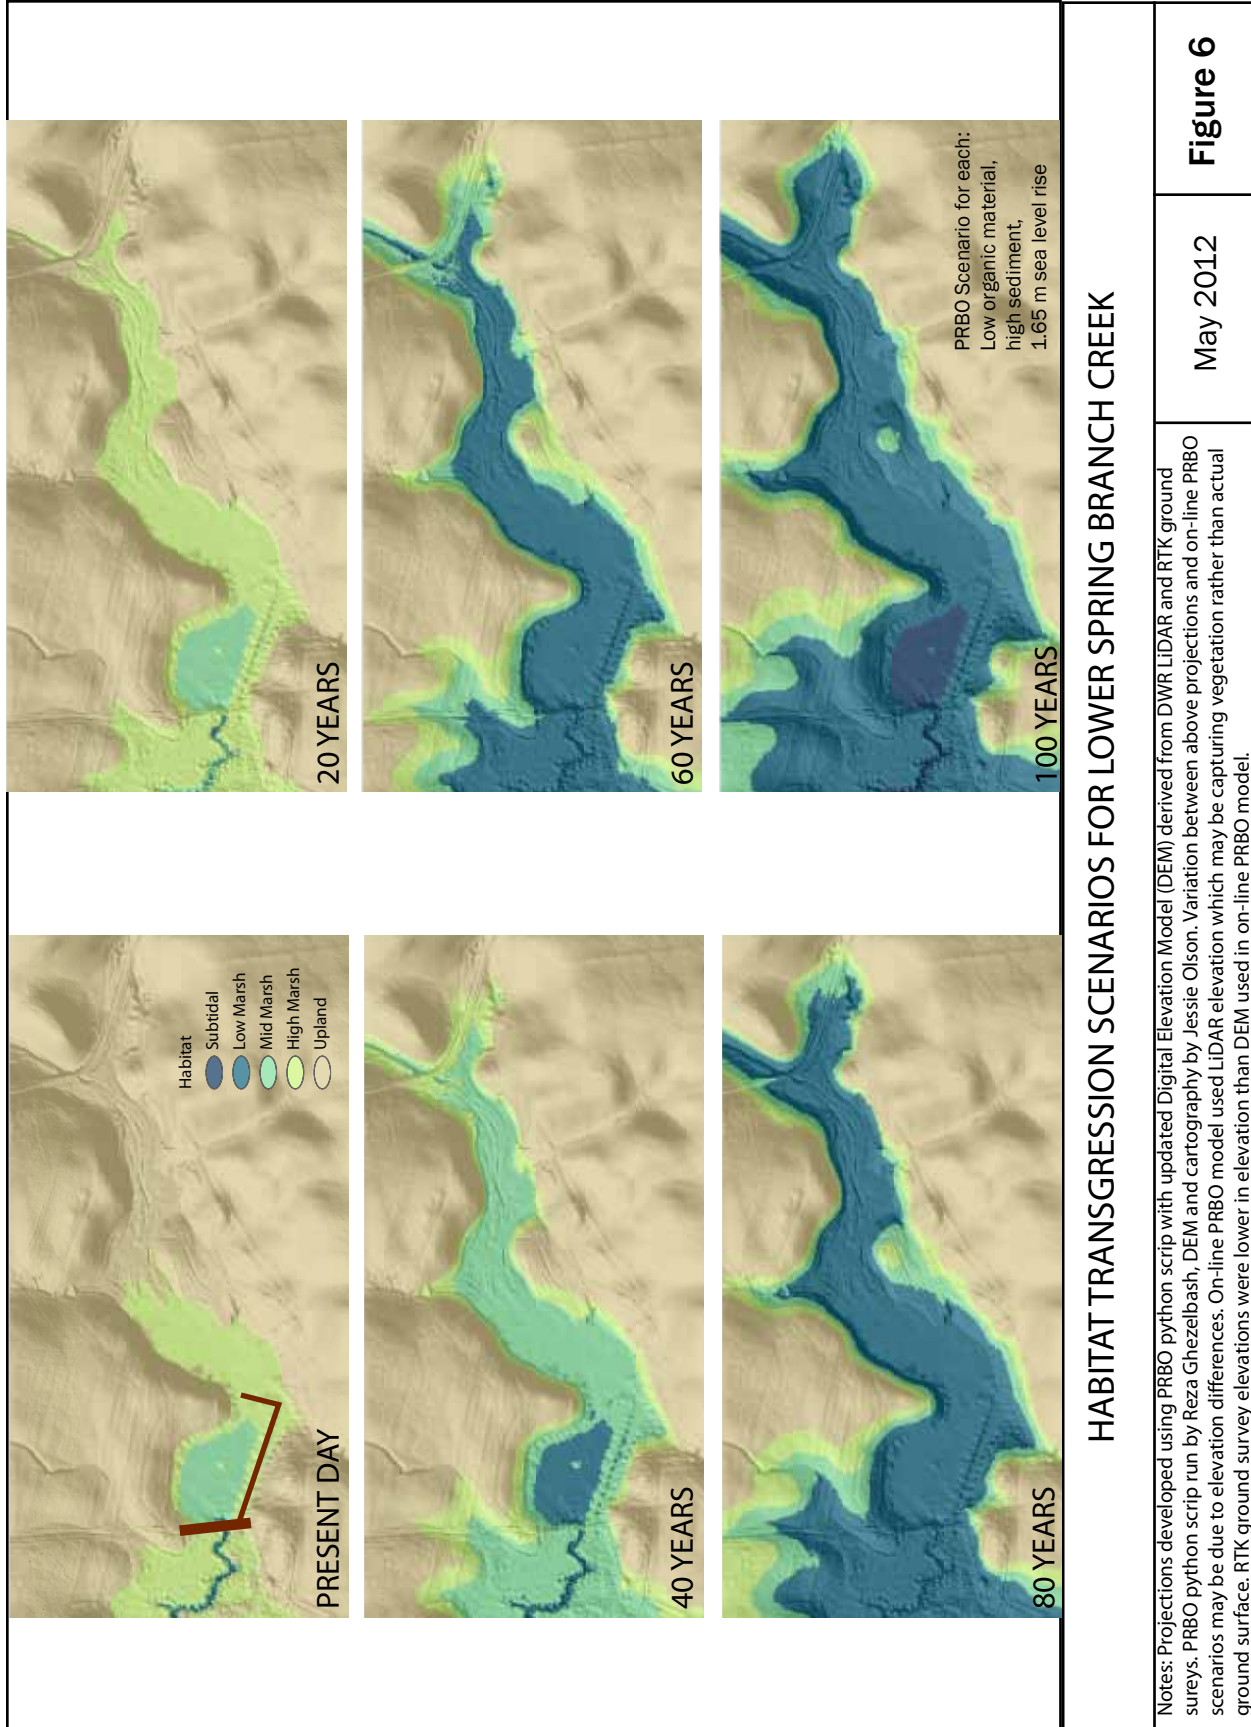 PRESENT DAY
Habitat
Subtidal
Low Marsh
Mid Marsh
High Marsh
Upland
20 YEARS
40 YEARS
60 YEARS
80 YEARS
100 YEARS
PRBO Scenario for each:
Low organic material,
high sediment,
1.65 m sea level rise
HABITAT TRANSGRESSION SCENARIOS FOR LOWER SPRING BRANCH CREEK
Notes: Projections developed using PRBO python scrip with updated Digital Elevation Model (DEM) derived from DWR LiDAR and RTK ground
sureys. PRBO python scrip run by Reza Ghezelbash, DEM and cartography by Jessie Olson. Variation between above projections and on-line PRBO
scenarios may be due to elevation differences. On-line PRBO model used LiDAR elevation which may be capturing vegetation rather than actual
ground surface. RTK ground survey elevations were lower in elevation than DEM used in on-line PRBO model.
May 2012
Figure 6